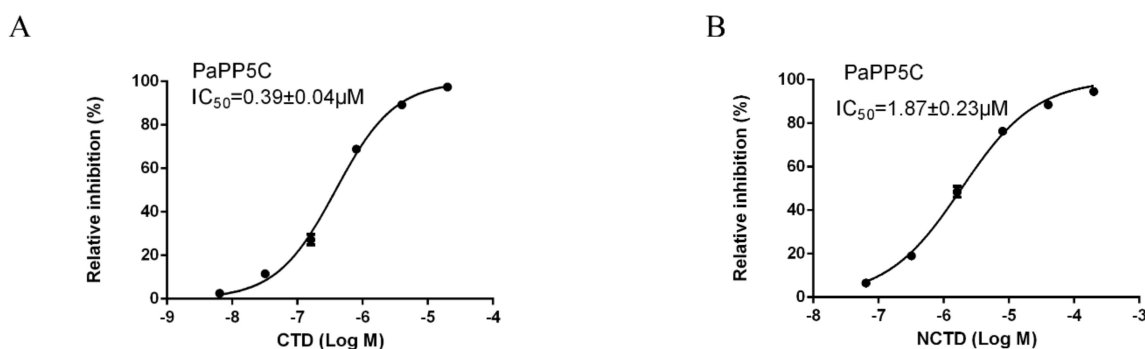 A
PaPP5C
IC50=0.39±0.04μM
Relative inhibition (%)
100
80
60
40
20
0
-9 -8 -7 -6 -5 -4
CTD (Log M)
B
PaPP5C
IC50=1.87±0.23μM
Relative inhibition (%)
100
80
60
40
20
0
-8 -7 -6 -5 -4 -3
NCTD (Log M)